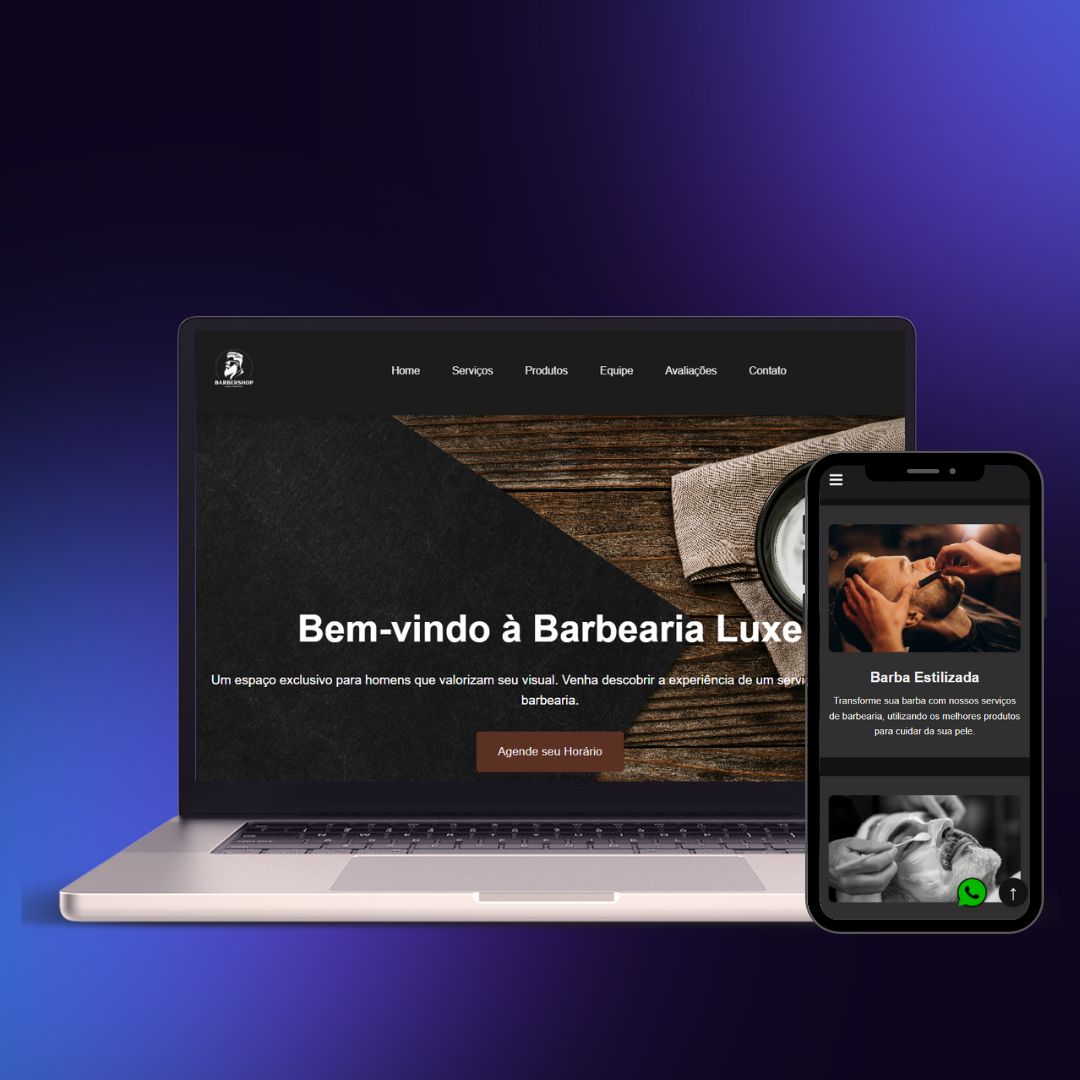 BARBERSHOP
Home Serviços Produtos Equipe Avaliações Contato
Bem-vindo à Barbearia Luxe
Um espaço exclusivo para homens que valorizam seu visual. Venha descobrir a experiência de um
barbearia.
Agende seu Horário
Barba Estilizada
Transforme sua barba com nossos serviços
de barbearia, utilizando os melhores produtos
para cuidar da sua pele.